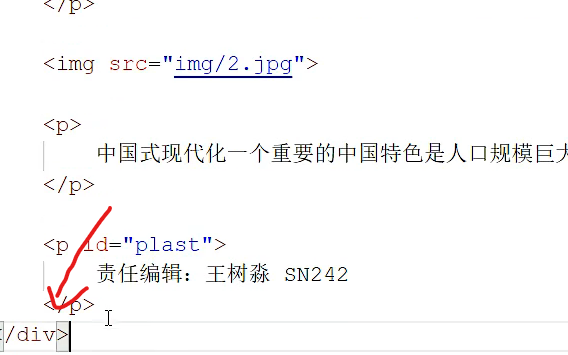 </p>
<img src="img/2.jpg">
<p>
中国式现代化一个重要的中国特色是人口规模巨大
</p>
<p id="plast">
责任编辑：王树淼 SN242
</p>
</div>